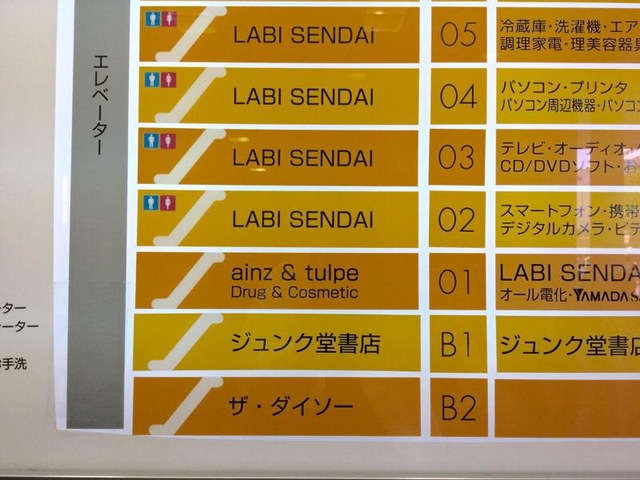 エレベーター
LABI SENDAI 05 冷蔵庫・洗濯機・エア
調理家電・理美容器具
LABI SENDAI 04 パソコン・プリンタ
パソコン周辺機器・パソコ
LABI SENDAI 03 テレビ・オーディオ・
CD/DVDソフト・お
LABI SENDAI 02 スマートフォン・携帯
デジタルカメラ・ビデ
ainz & tulpe 01 LABI SENDA
Drug & Cosmetic オール電化・YAMADA S
ジュンク堂書店 B1 ジュンク堂書店
ザ・ダイソー B2
ーター
ーター
お手洗